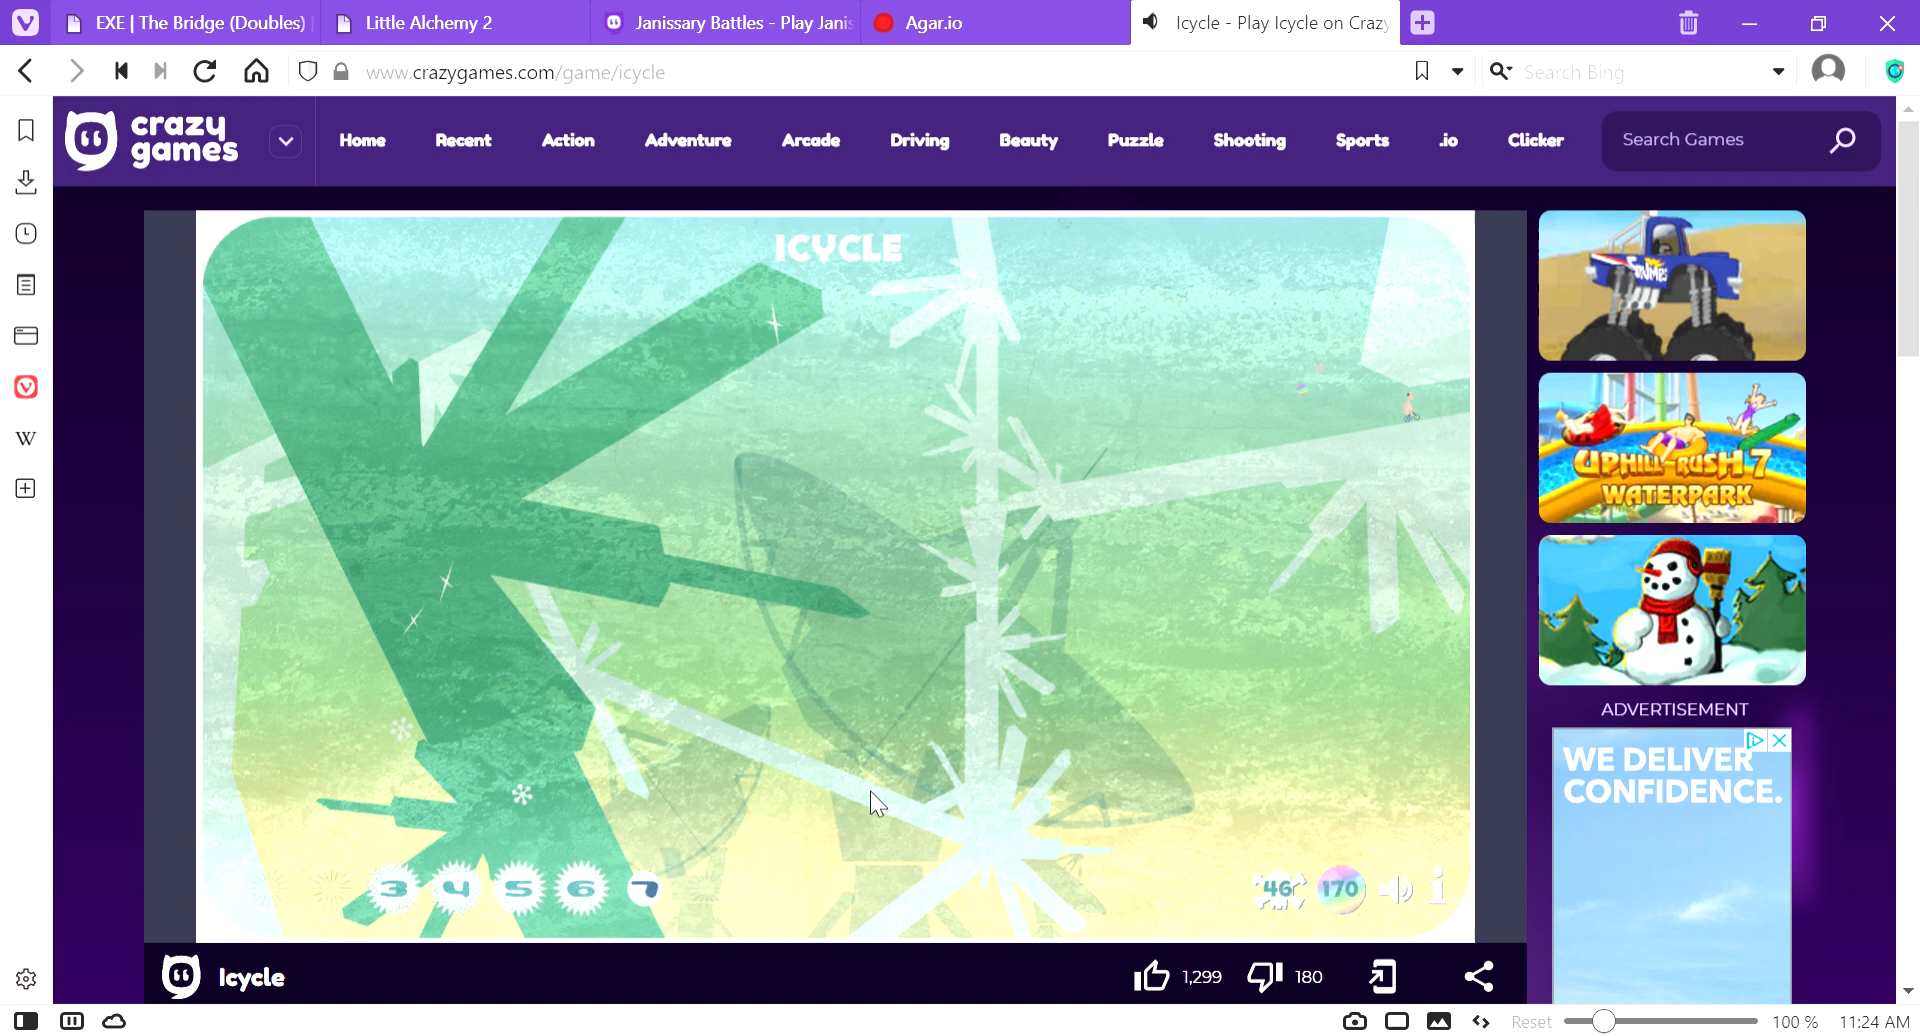 EXE | The Bridge (Doubles) |
Little Alchemy 2
Janissary Battles - Play Janis
Agar.io
Icycle - Play Icycle on Crazy
www.crazygames.com/game/icycle
Search Bing
crazy
games
Home
Recent
Action
Adventure
Arcade
Driving
Beauty
Puzzle
Shooting
Sports
.io
Clicker
Search Games
W
ICYCLE
UPHILL RUSH 7
WATERPARK
ADVERTISEMENT
WE DELIVER
CONFIDENCE.
3 4 5 6 7
46 170 i
Icycle
1,299
180
Reset
100 %
11:24 AM